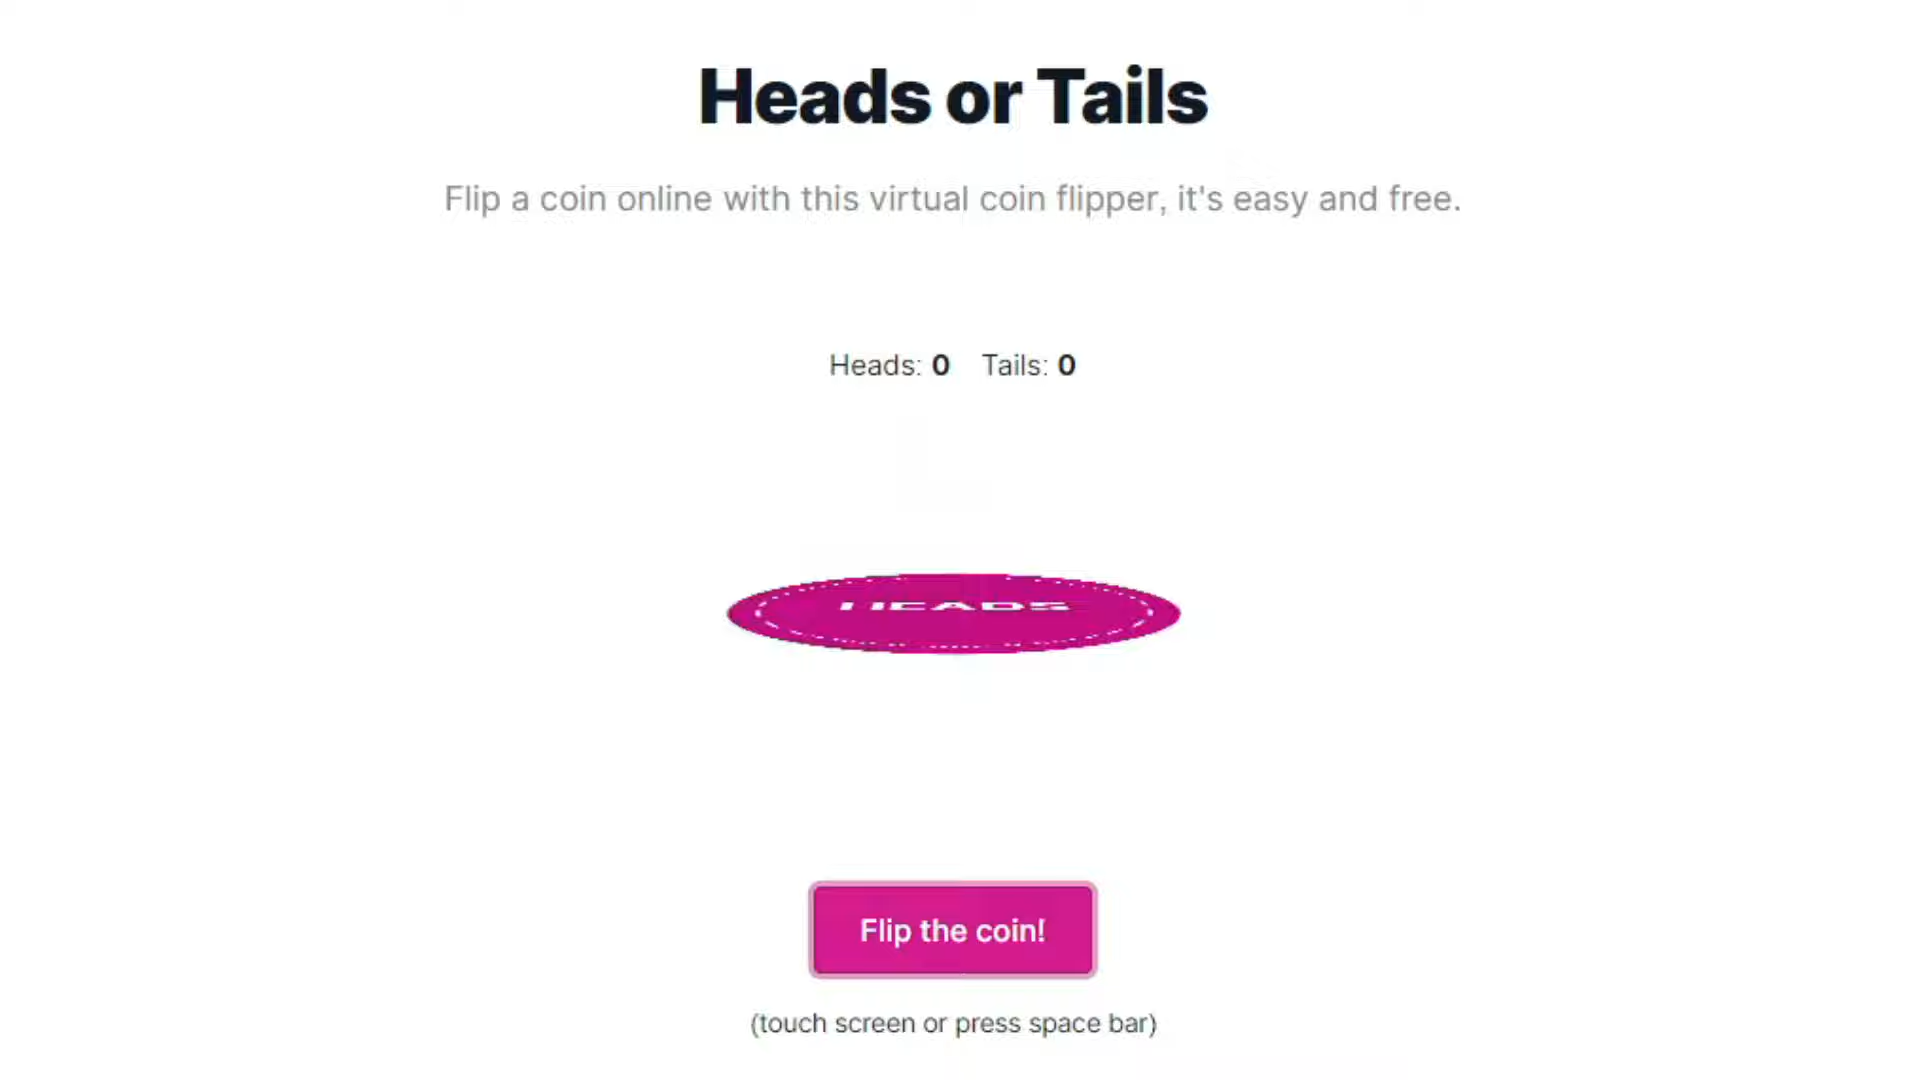 Heads or Tails
Flip a coin online with this virtual coin flipper, it's easy and free.
Heads: 0 Tails: 0
HEADS
Flip the coin!
(touch screen or press space bar)